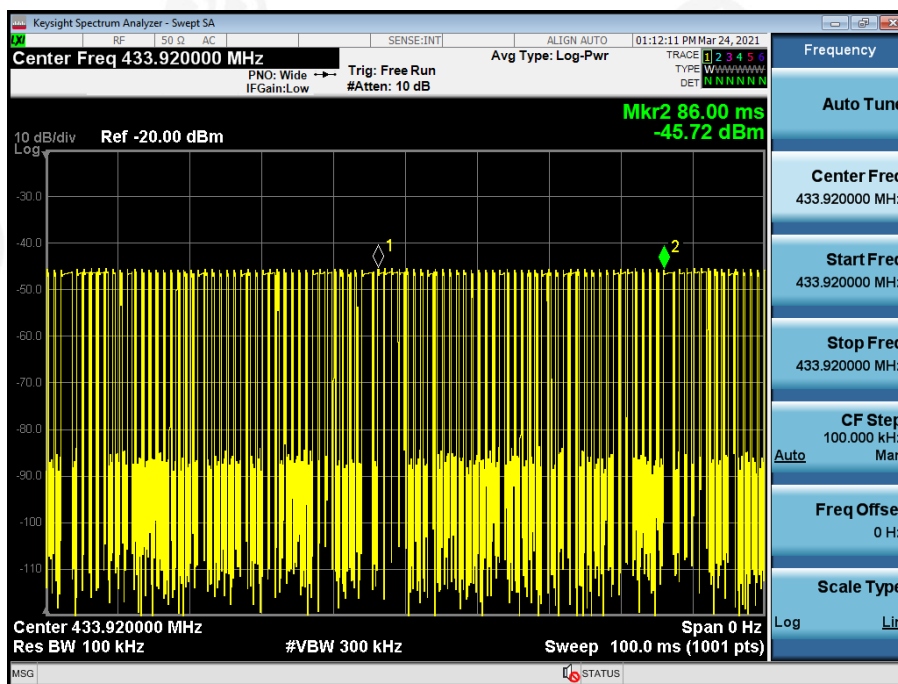 Keysight Spectrum Analyzer - Swept SA
LXI RF 50 Ω AC SENSE:INT ALIGN AUTO 01:12:11 PM Mar 24, 2021
Center Freq 433.920000 MHz
PNO: Wide
IFGain:Low
Trig: Free Run
#Atten: 10 dB
Avg Type: Log-Pwr
TRACE 1 2 3 4 5 6
TYPE WWWWWW
DET N N N N N N
Mkr2 86.00 ms
-45.72 dBm
10 dB/div Ref -20.00 dBm
Log
-30.0
-40.0
1
2
-50.0
-60.0
-70.0
-80.0
-90.0
-100
-110
Center 433.920000 MHz Span 0 Hz
Res BW 100 kHz #VBW 300 kHz Sweep 100.0 ms (1001 pts)
MSG STATUS
Frequency
Auto Tune
Center Freq
433.920000 MHz
Start Freq
433.920000 MHz
Stop Freq
433.920000 MHz
CF Step
100.000 kHz
Auto Man
Freq Offset
0 Hz
Scale Type
Log Lin